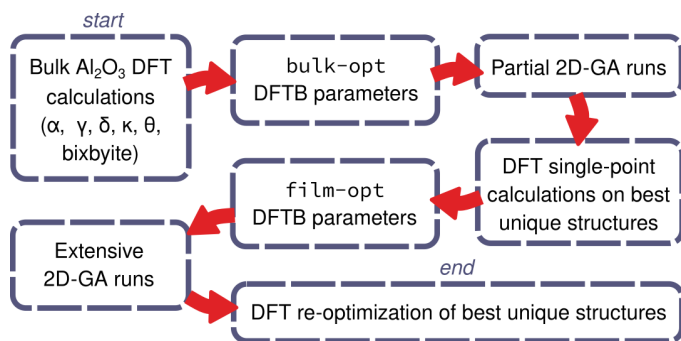 start
Bulk Al₂O₃ DFT
calculations
(α, γ, δ, κ, θ,
bixbyite)
bulk-opt
DFTB parameters
Partial 2D-GA runs
DFT single-point
calculations on best
unique structures
film-opt
DFTB parameters
Extensive
2D-GA runs
end
DFT re-optimization of best unique structures